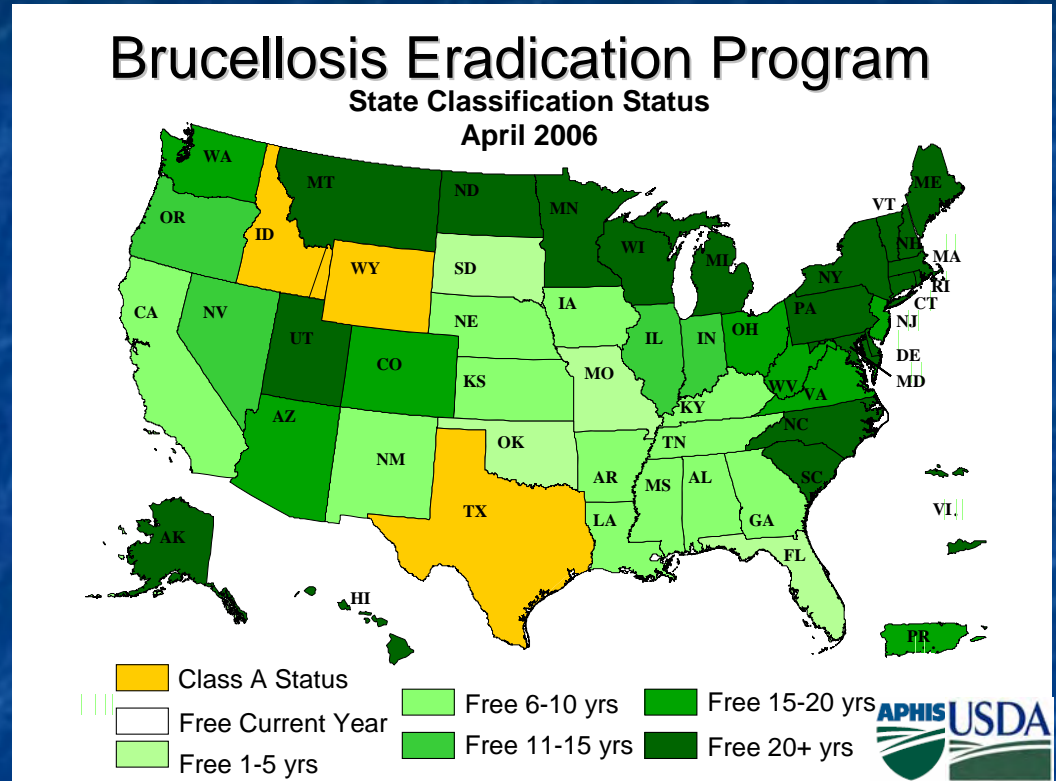 Brucellosis Eradication Program
State Classification Status
April 2006
WA
MT
ND
MN
ME
VT
OR
ID
WY
SD
WI
MI
NH
MA
NY
RI
CT
CA
NV
UT
CO
NE
IA
IL
IN
OH
PA
NJ
DE
MD
KS
MO
WV
VA
KY
NC
AZ
NM
OK
TN
AR
SC
MS
AL
GA
TX
LA
FL
VI.
AK
HI
PR
Class A Status
Free Current Year
Free 1-5 yrs
Free 6-10 yrs
Free 11-15 yrs
Free 15-20 yrs
Free 20+ yrs
APHIS
USDA